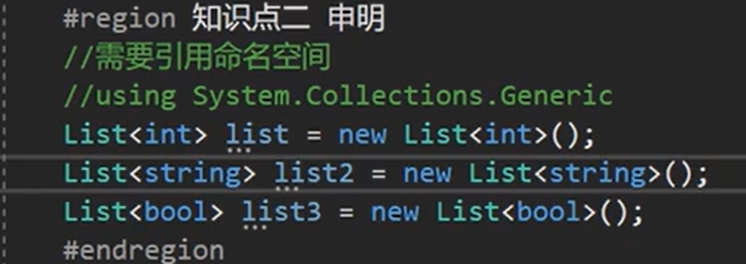 #region 知识点二 申明
//需要引用命名空间
//using System.Collections.Generic
List<int> list = new List<int>();
List<string> list2 = new List<string>();
List<bool> list3 = new List<bool>();
#endregion